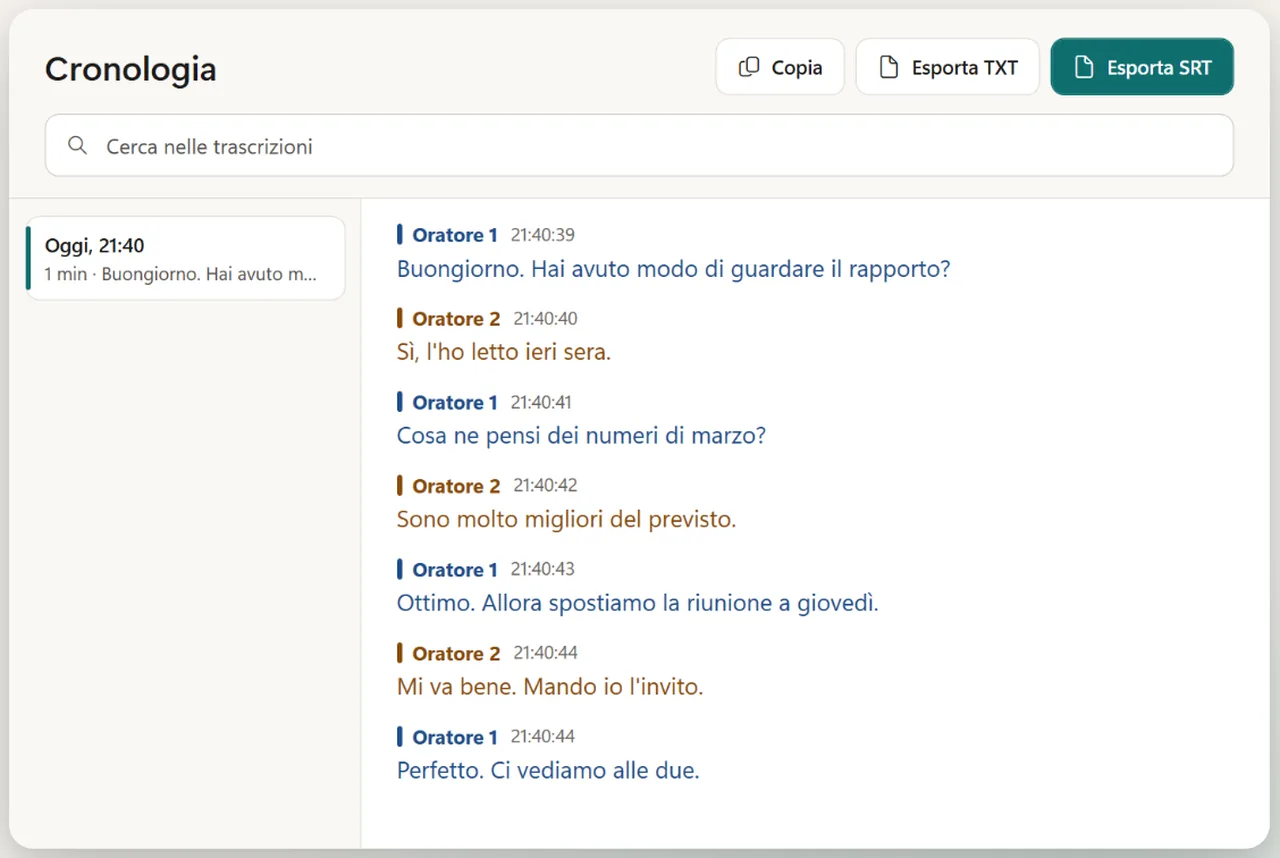 Cronologia
Copia
Esporta TXT
Esporta SRT
Cerca nelle trascrizioni
Oggi, 21:40
1 min · Buongiorno. Hai avuto m...
Oratore 1 21:40:39
Buongiorno. Hai avuto modo di guardare il rapporto?
Oratore 2 21:40:40
Sì, l'ho letto ieri sera.
Oratore 1 21:40:41
Cosa ne pensi dei numeri di marzo?
Oratore 2 21:40:42
Sono molto migliori del previsto.
Oratore 1 21:40:43
Ottimo. Allora spostiamo la riunione a giovedì.
Oratore 2 21:40:44
Mi va bene. Mando io l'invito.
Oratore 1 21:40:44
Perfetto. Ci vediamo alle due.